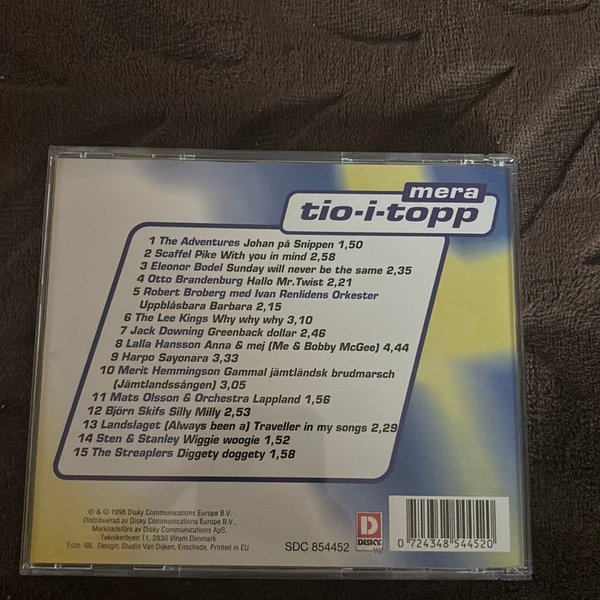 mera
tio-i-topp
1 The Adventures Johan på Snippen 1,50
2 Scaffel Pike With you in mind 2,58
3 Eleonor Bodel Sunday will never be the same 2,35
4 Otto Brandenburg Hallo Mr.Twist 2,21
5 Robert Broberg med Ivan Renlidens Orkester
Uppblåsbara Barbara 2,15
6 The Lee Kings Why why why 3,10
7 Jack Downing Greenback dollar 2,46
8 Lalla Hansson Anna & mej (Me & Bobby McGee) 4,44
9 Harpo Sayonara 3,33
10 Merit Hemmingson Gammal jämtländsk brudmarsch
(Jämtlandssången) 3,05
11 Mats Olsson & Orchestra Lappland 1,56
12 Björn Skifs Silly Milly 2,53
13 Landslaget (Always been a) Traveller in my songs 2,29
14 Sten & Stanley Wiggie woogie 1,52
15 The Streaplers Diggety doggety 1,58
℗ & © 1998 Disky Communications Europe B.V.
Distribuerad av Disky Communications Europe B.V.,
Marknadsförs av Disky Communications ApS,
Taknikerbyen 11, 2830 Virum Denmark.
Foto: IBL. Design: Studio Van Dijken, Enschede. Printed in EU
SDC 854452
D
DISKY
0 724348 544520